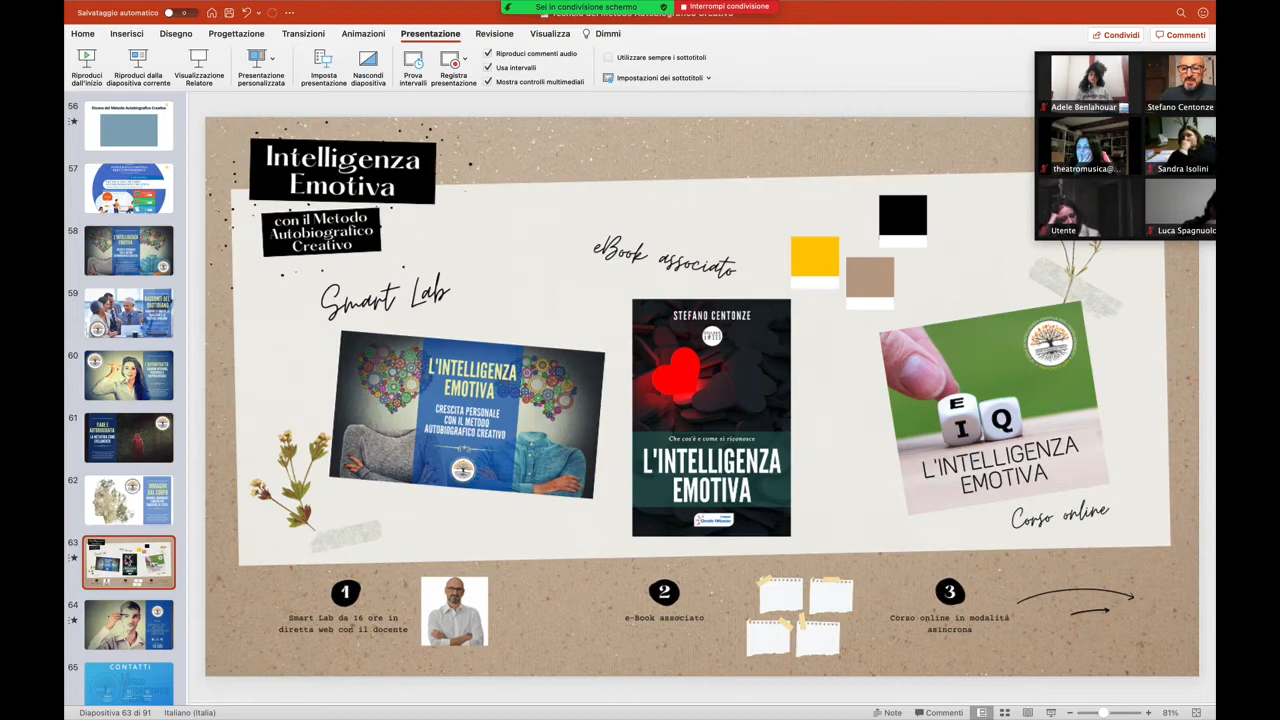 Salvataggio automatico
Sei in condivisione schermo
Interrompi condivisione
Home
Inserisci
Disegno
Progettazione
Transizioni
Animazioni
Presentazione
Revisione
Visualizza
Dimmi
Condividi
Commenti
Riproduci
dall'inizio
Riproduci dalla
diapositiva corrente
Visualizzazione
Relatore
Presentazione
personalizzata
Imposta
presentazione
Nascondi
diapositiva
Prova
intervalli
Registra
presentazione
Riproduci commenti audio
Usa intervalli
Mostra controlli multimediali
Utilizzare sempre i sottotitoli
Impostazioni dei sottotitoli
Adele Benlahouar
Stefano Centonze
theatromusica@...
Sandra Isolini
Utente
Luca Spagnuolo
56
57
58
59
60
61
62
63
64
65
CONTATTI
Intelligenza
Emotiva
con il Metodo
Autobiografico
Creativo
Smart Lab
eBook associato
L'INTELLIGENZA
EMOTIVA
CRESCITA PERSONALE
CON IL METODO
AUTOBIOGRAFICO CREATIVO
STEFANO CENTONZE
Che cos'è e come si riconosce
L'INTELLIGENZA
EMOTIVA
E
I Q
L'INTELLIGENZA
EMOTIVA
Corso online
1
Smart Lab da 16 ore in
diretta web con il docente
2
e-Book associato
3
Corso online in modalità
asincrona
Diapositiva 63 di 91
Italiano (Italia)
Note
Commenti
81%